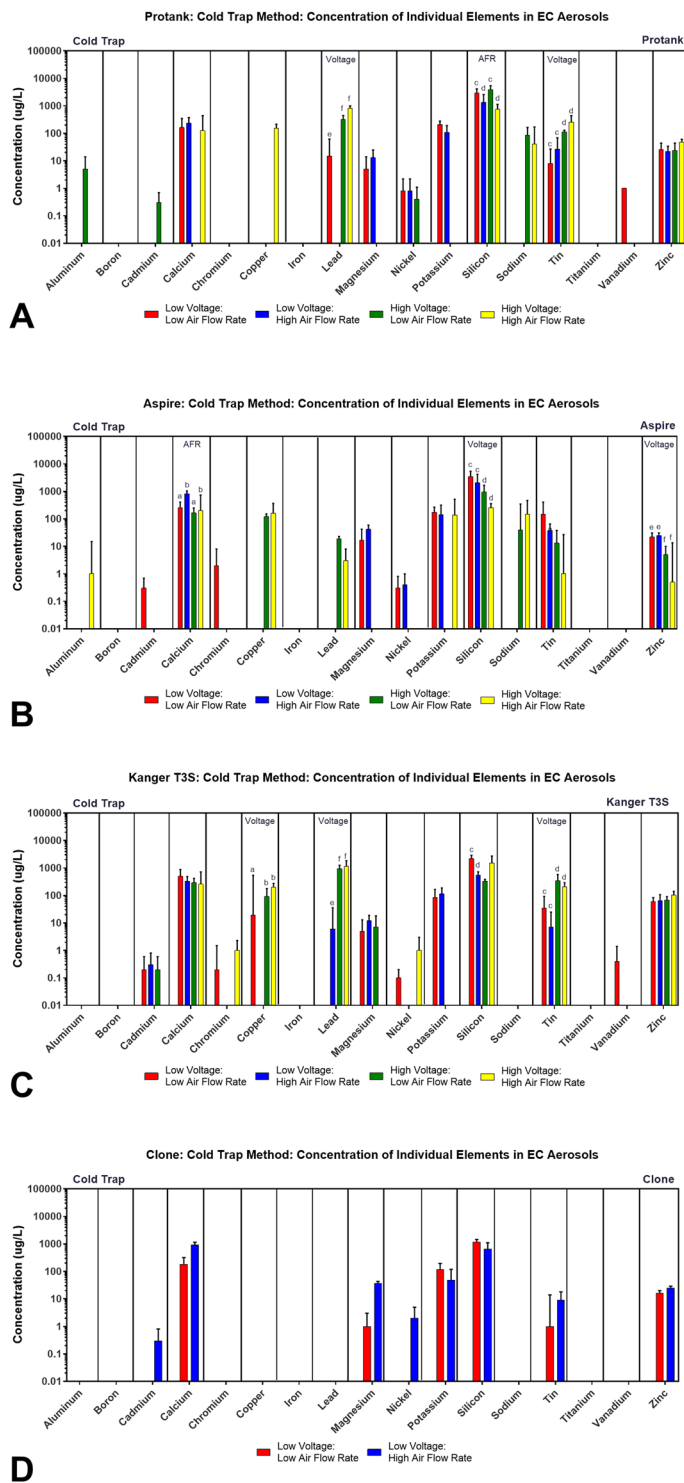 Protank: Cold Trap Method: Concentration of Individual Elements in EC Aerosols
Cold Trap Protank
Voltage AFR Voltage
Concentration (ug/L)
100000
10000
1000
100
10
1
0.1
0.01
e f f c d c d c c d d
Aluminum Boron Cadmium Calcium Chromium Copper Iron Lead Magnesium Nickel Potassium Silicon Sodium Tin Titanium Vanadium Zinc
Low Voltage: Low Voltage: High Voltage: High Voltage:
Low Air Flow Rate High Air Flow Rate Low Air Flow Rate High Air Flow Rate
A
Aspire: Cold Trap Method: Concentration of Individual Elements in EC Aerosols
Cold Trap Aspire
AFR Voltage Voltage
Concentration (ug/L)
100000
10000
1000
100
10
1
0.1
0.01
a b a b c c d d e e f f
Aluminum Boron Cadmium Calcium Chromium Copper Iron Lead Magnesium Nickel Potassium Silicon Sodium Tin Titanium Vanadium Zinc
Low Voltage: Low Voltage: High Voltage: High Voltage:
Low Air Flow Rate High Air Flow Rate Low Air Flow Rate High Air Flow Rate
B
Kanger T3S: Cold Trap Method: Concentration of Individual Elements in EC Aerosols
Cold Trap Kanger T3S
Voltage Voltage Voltage
Concentration (ug/L)
100000
10000
1000
100
10
1
0.1
0.01
a b b e f f c d c c d d
Aluminum Boron Cadmium Calcium Chromium Copper Iron Lead Magnesium Nickel Potassium Silicon Sodium Tin Titanium Vanadium Zinc
Low Voltage: Low Voltage: High Voltage: High Voltage:
Low Air Flow Rate High Air Flow Rate Low Air Flow Rate High Air Flow Rate
C
Clone: Cold Trap Method: Concentration of Individual Elements in EC Aerosols
Cold Trap Clone
Concentration (ug/L)
100000
10000
1000
100
10
1
0.1
0.01
Aluminum Boron Cadmium Calcium Chromium Copper Iron Lead Magnesium Nickel Potassium Silicon Sodium Tin Titanium Vanadium Zinc
Low Voltage: Low Voltage:
Low Air Flow Rate High Air Flow Rate
D